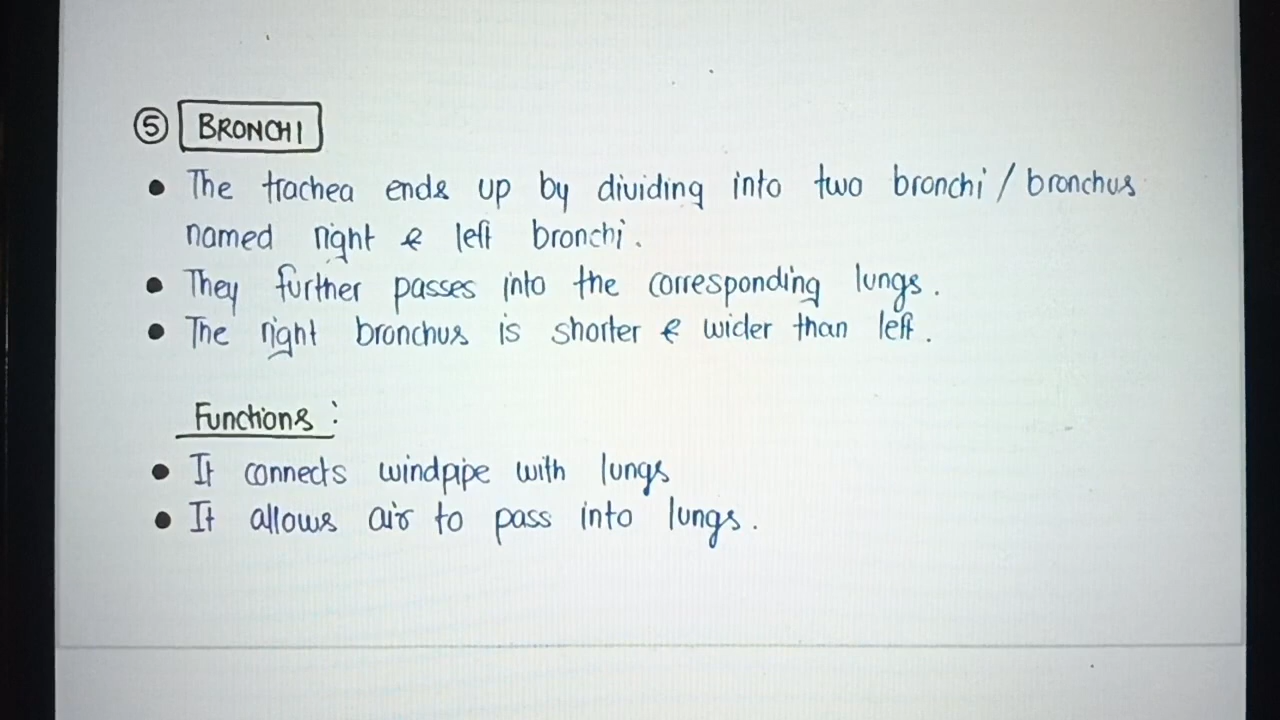 ⑤ BRONCHI
• The trachea ends up by dividing into two bronchi / bronchus
named right & left bronchi.
• They further passes into the corresponding lungs.
• The right bronchus is shorter & wider than left.
Functions :
• It connects windpipe with lungs
• It allows air to pass into lungs.